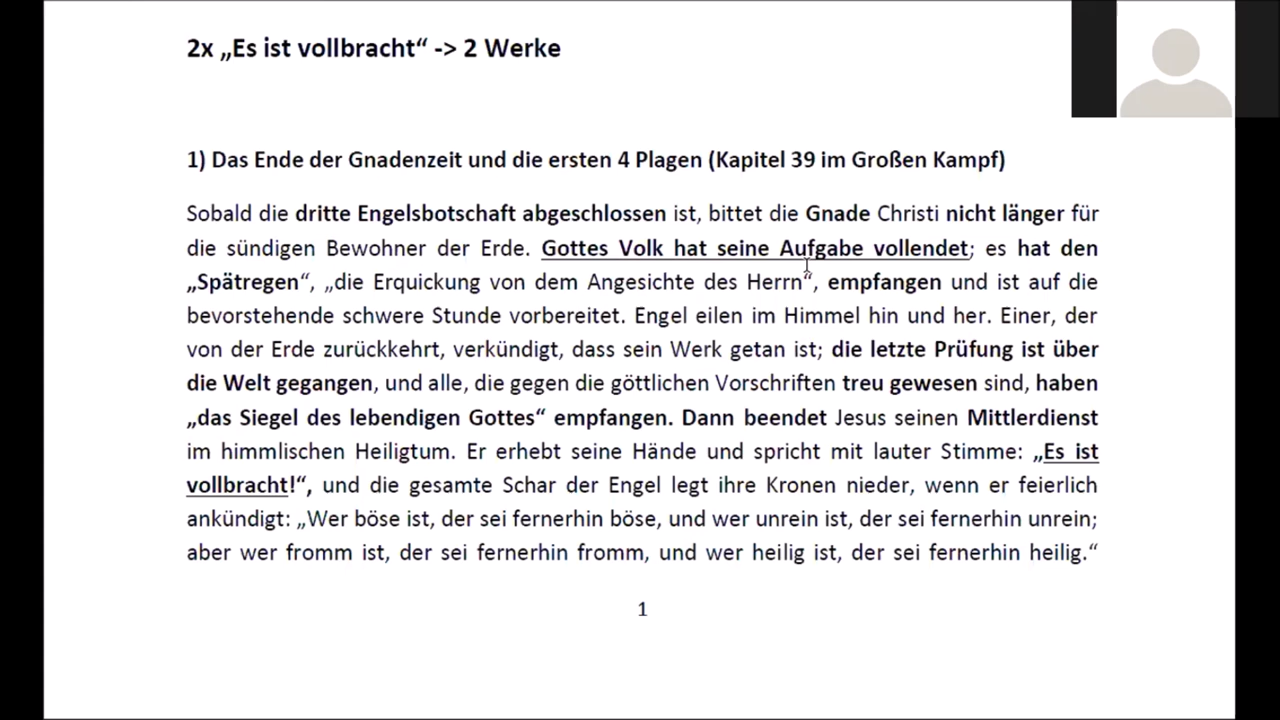 2x „Es ist vollbracht“ -> 2 Werke
1) Das Ende der Gnadenzeit und die ersten 4 Plagen (Kapitel 39 im Großen Kampf)
Sobald die dritte Engelsbotschaft abgeschlossen ist, bittet die Gnade Christi nicht länger für
die sündigen Bewohner der Erde. Gottes Volk hat seine Aufgabe vollendet; es hat den
„Spätregen“, „die Erquickung von dem Angesichte des Herrn“, empfangen und ist auf die
bevorstehende schwere Stunde vorbereitet. Engel eilen im Himmel hin und her. Einer, der
von der Erde zurückkehrt, verkündigt, dass sein Werk getan ist; die letzte Prüfung ist über
die Welt gegangen, und alle, die gegen die göttlichen Vorschriften treu gewesen sind, haben
„das Siegel des lebendigen Gottes“ empfangen. Dann beendet Jesus seinen Mittlerdienst
im himmlischen Heiligtum. Er erhebt seine Hände und spricht mit lauter Stimme: „Es ist
vollbracht!“, und die gesamte Schar der Engel legt ihre Kronen nieder, wenn er feierlich
ankündigt: „Wer böse ist, der sei fernerhin böse, und wer unrein ist, der sei fernerhin unrein;
aber wer fromm ist, der sei fernerhin fromm, und wer heilig ist, der sei fernerhin heilig.“
1